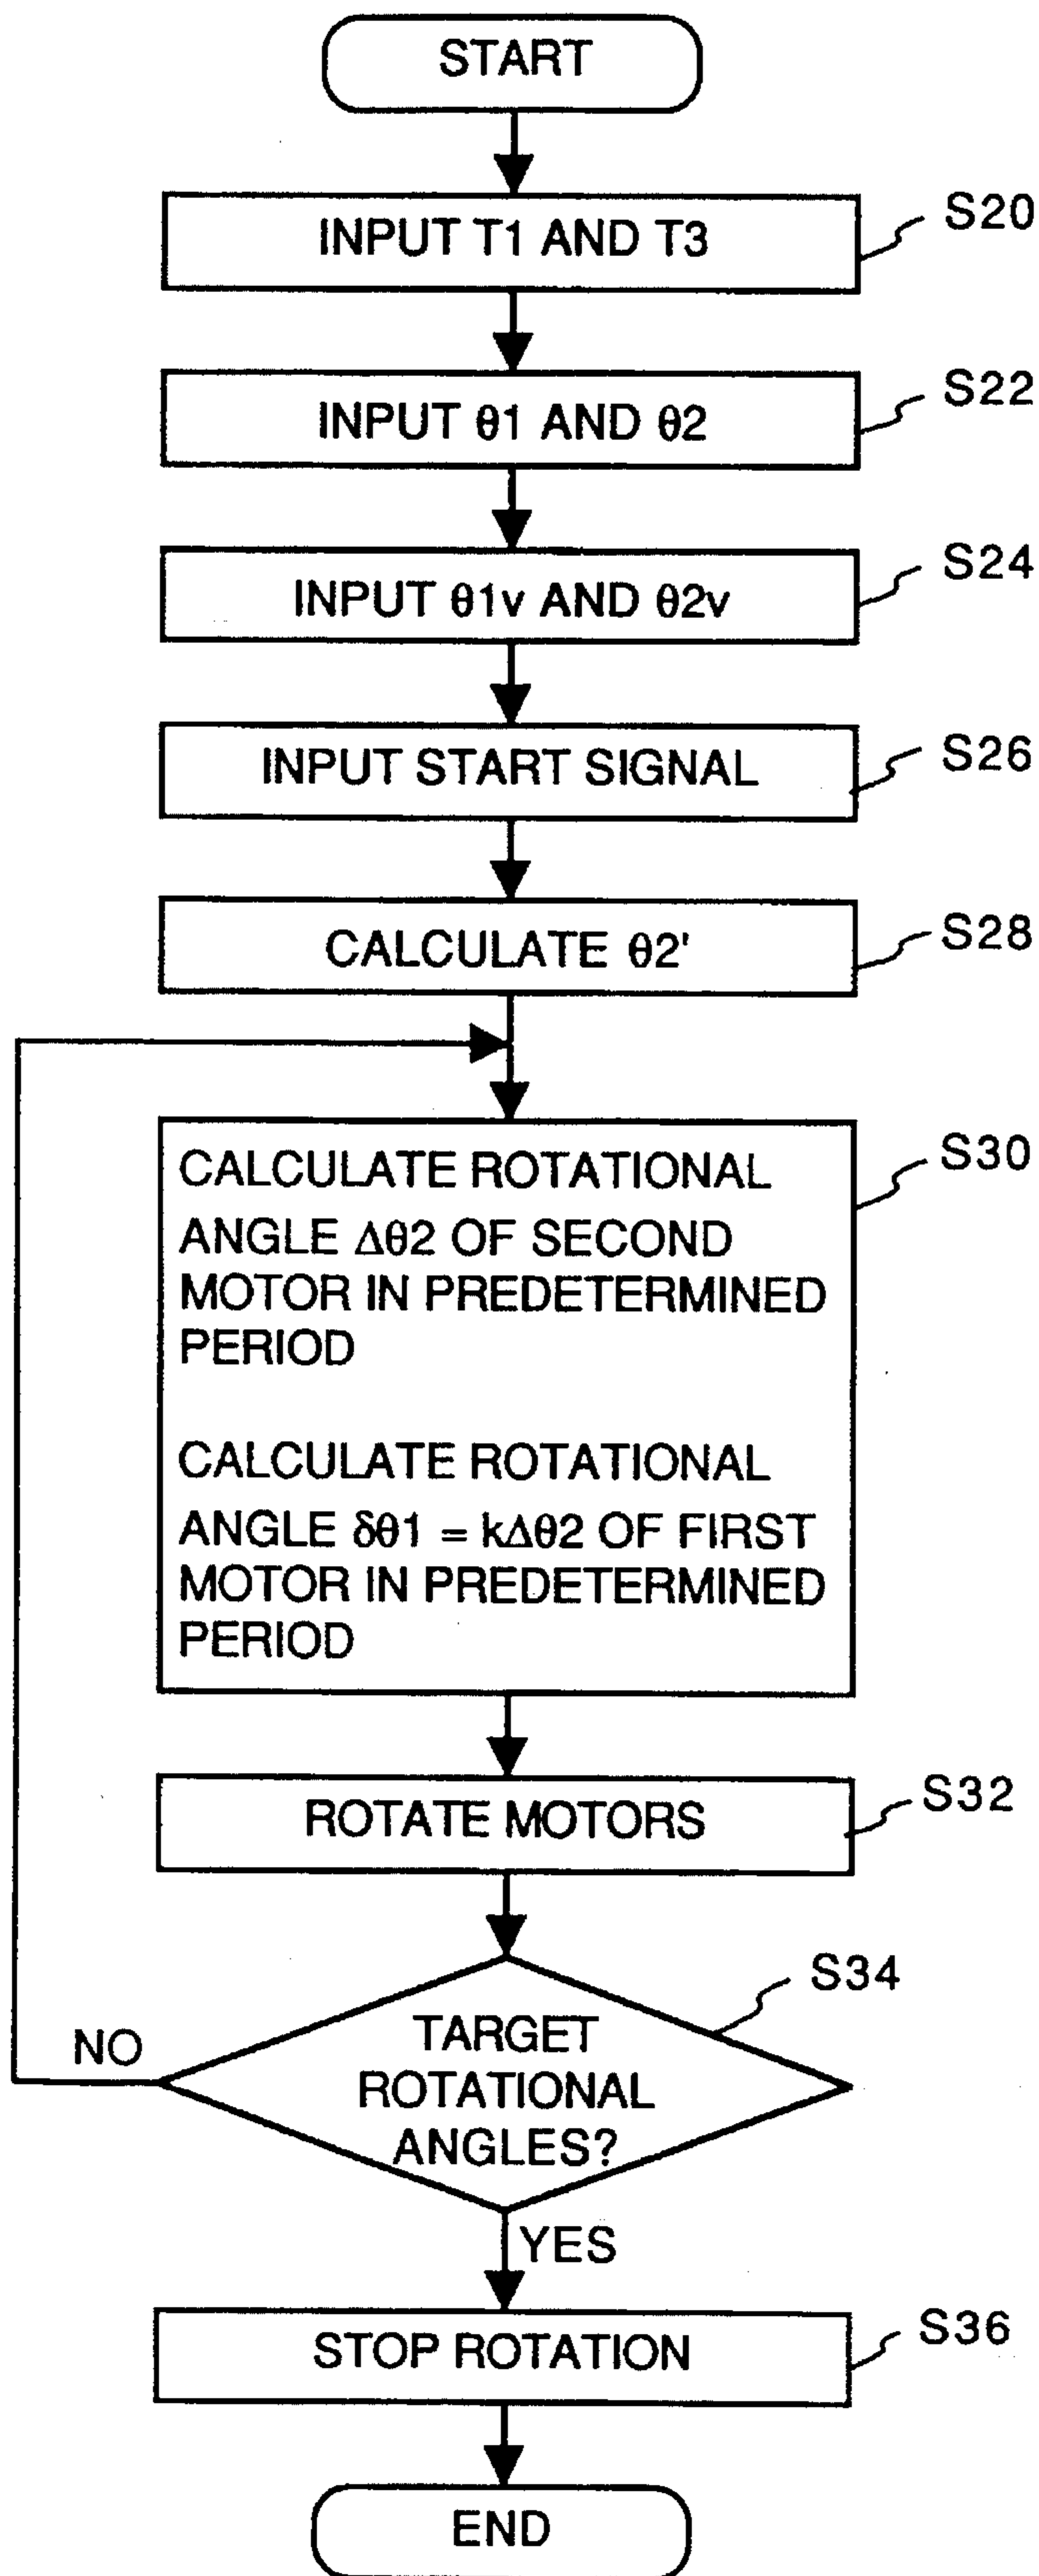 START
INPUT T1 AND T3
S20
INPUT θ1 AND θ2
S22
INPUT θ1v AND θ2v
S24
INPUT START SIGNAL
S26
CALCULATE θ2'
S28
CALCULATE ROTATIONAL
ANGLE Δθ2 OF SECOND
MOTOR IN PREDETERMINED
PERIOD
CALCULATE ROTATIONAL
ANGLE δθ1 = kΔθ2 OF FIRST
MOTOR IN PREDETERMINED
PERIOD
S30
ROTATE MOTORS
S32
TARGET
ROTATIONAL
ANGLES?
S34
NO
YES
STOP ROTATION
S36
END